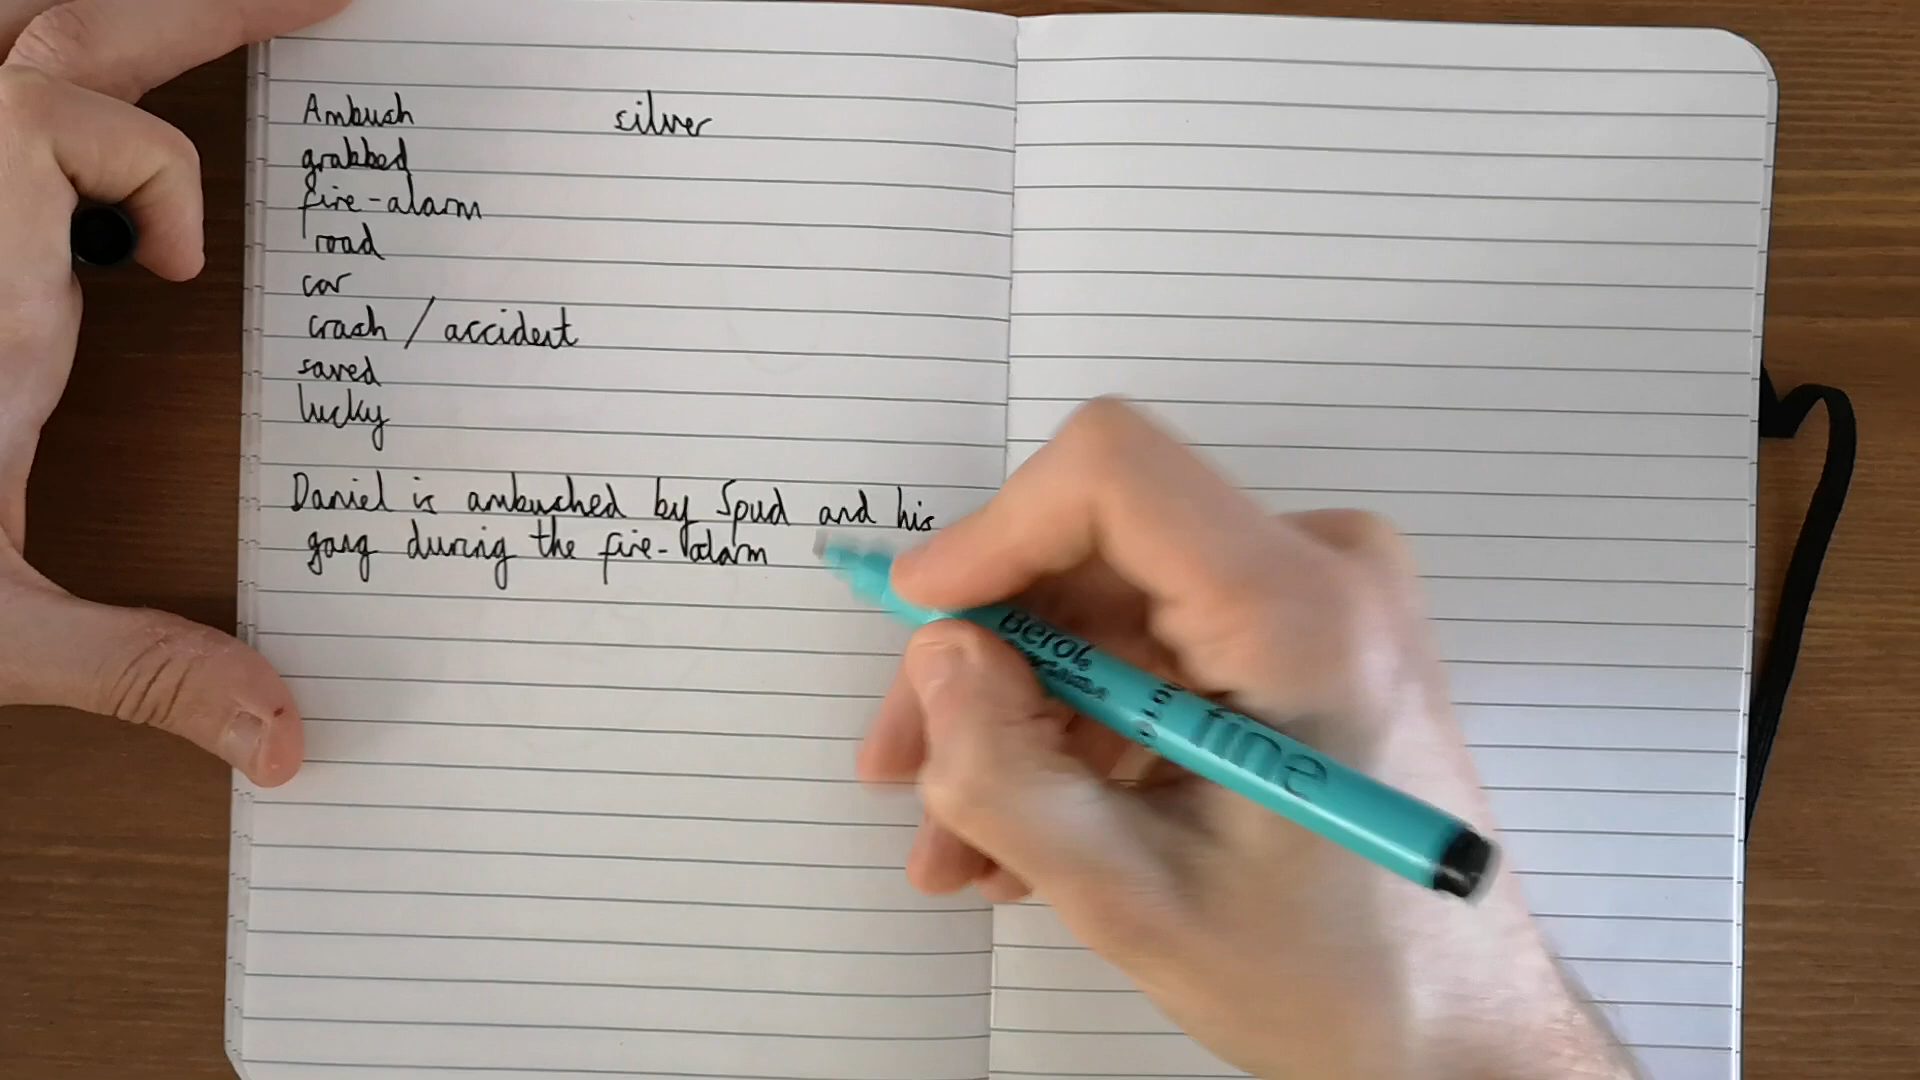 Ambush silver
grabbed
fire-alarm
road
car
crash / accident
saved
lucky
Daniel is ambushed by Spud and his
gang during the fire-alarm
Berol
fine